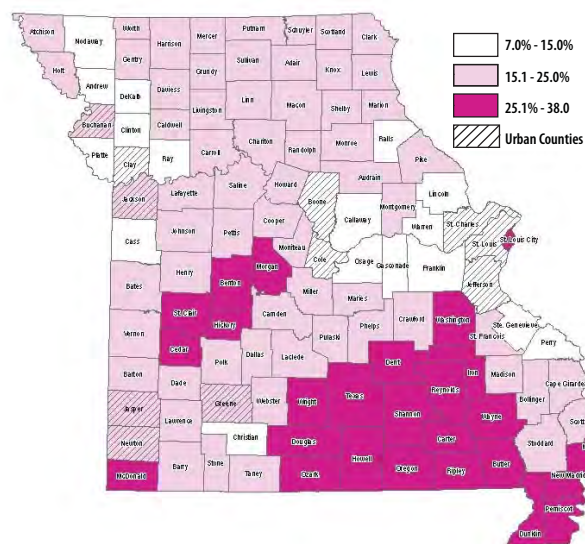 Atchison
Nodaway
Worth
Harrison
Mercer
Putnam
Schuyler
Scotland
Clark
Gentry
Holt
Andrew
DeKalb
Daviess
Grundy
Sullivan
Adair
Knox
Lewis
Buchanan
Clinton
Caldwell
Livingston
Linn
Macon
Shelby
Marion
Platte
Clay
Ray
Carroll
Chariton
Randolph
Monroe
Ralls
Pike
Jackson
Lafayette
Saline
Howard
Boone
Audrain
Callaway
Montgomery
Lincoln
Warren
St. Charles
St. Louis
St. Louis City
Cass
Johnson
Pettis
Cooper
Moniteau
Cole
Osage
Gasconade
Franklin
Jefferson
Bates
Henry
Benton
Morgan
Miller
Maries
St. Clair
Hickory
Camden
Pulaski
Phelps
Crawford
Washington
St. Francois
Ste. Genevieve
Perry
Vernon
Cedar
Polk
Dallas
Laclede
Dent
Iron
Madison
Cape Girardea
Barton
Dade
Greene
Webster
Wright
Texas
Reynolds
Shannon
Wayne
Bollinger
Scott
Jasper
Lawrence
Christian
Douglas
Carter
Stoddard
Newton
McDonald
Barry
Stone
Taney
Ozark
Howell
Oregon
Ripley
Butler
New Madrid
Pemiscot
Dunklin
7.0% - 15.0%
15.1 - 25.0%
25.1% - 38.0
Urban Counties